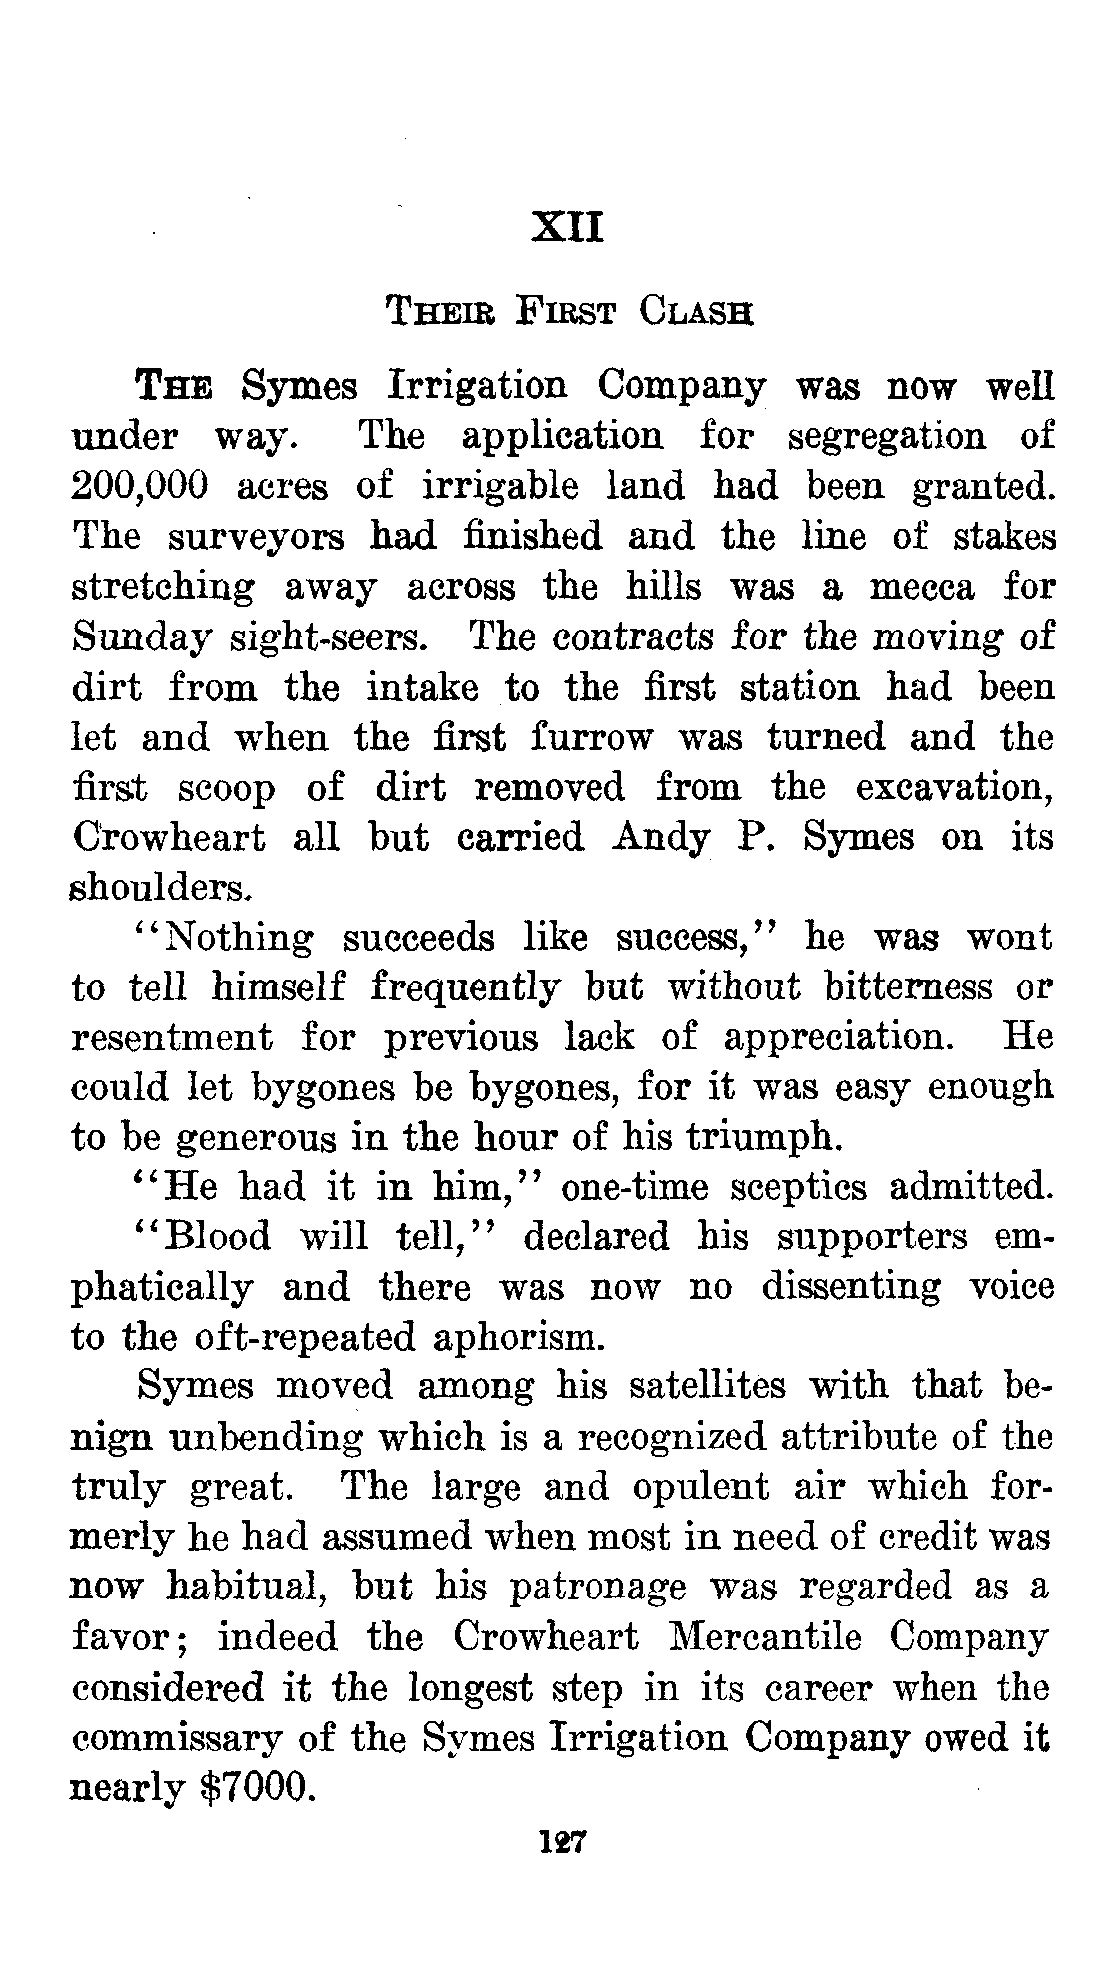 XII
THEIR FIRST CLASH
THE Symes Irrigation Company was now well
under way. The application for segregation of
200,000 acres of irrigable land had been granted.
The surveyors had finished and the line of stakes
stretching away across the hills was a mecca for
Sunday sight-seers. The contracts for the moving of
dirt from the intake to the first station had been
let and when the first furrow was turned and the
first scoop of dirt removed from the excavation,
Crowheart all but carried Andy P. Symes on its
shoulders.
“Nothing succeeds like success,” he was wont
to tell himself frequently but without bitterness or
resentment for previous lack of appreciation. He
could let bygones be bygones, for it was easy enough
to be generous in the hour of his triumph.
“He had it in him,” one-time sceptics admitted.
“Blood will tell,” declared his supporters em-
phatically and there was now no dissenting voice
to the oft-repeated aphorism.
Symes moved among his satellites with that be-
nign unbending which is a recognized attribute of the
truly great. The large and opulent air which for-
merly he had assumed when most in need of credit was
now habitual, but his patronage was regarded as a
favor; indeed the Crowheart Mercantile Company
considered it the longest step in its career when the
commissary of the Symes Irrigation Company owed it
nearly $7000.
127